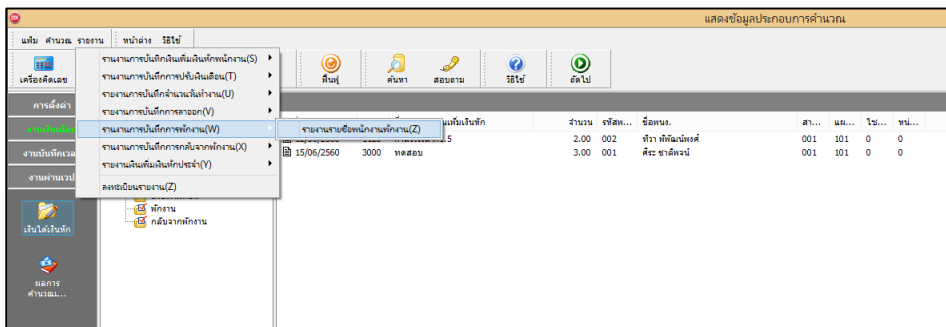 แสดงข้อมูลประกอบการคำนวณ
แฟ้ม คำนวณ รายงาน หน้าต่าง วิธีใช้
เครื่องคิดเลข ฟื้นฟู ค้นหา สอบถาม วิธีใช้ ถัดไป
รายงานการบันทึกเงินเพิ่มเงินหักพนักงาน(S)
รายงานการบันทึกการปรับเงินเดือน(T)
รายงานการบันทึกจำนวนวันทำงาน(U)
รายงานการบันทึกการลาออก(V)
รายงานการบันทึกการพักงาน(W)
รายงานรายชื่อพนักงานพักงาน(Z)
รายงานการบันทึกการกลับจากพักงาน(X)
รายงานเงินเพิ่มเงินหักประจำ(Y)
ลงทะเบียนรายงาน(Z)
การตั้งค่า
งานเงินเดือน
งานบันทึกเวล
งานผ่านเวป
เงินได้เงินหัก
ผลการ
คำนวณ...
พักงาน
กลับจากพักงาน
จำนวน รหัสพ... ชื่อพนง. สา... แผ... ไซ... หน่...
5 2.00 002 ทิวา พิพัฒน์พงศ์ 001 101 0 0
15/06/2560 3000 ทดสอบ 3.00 001 ศิระ ชาติพจน์ 001 101 0 0